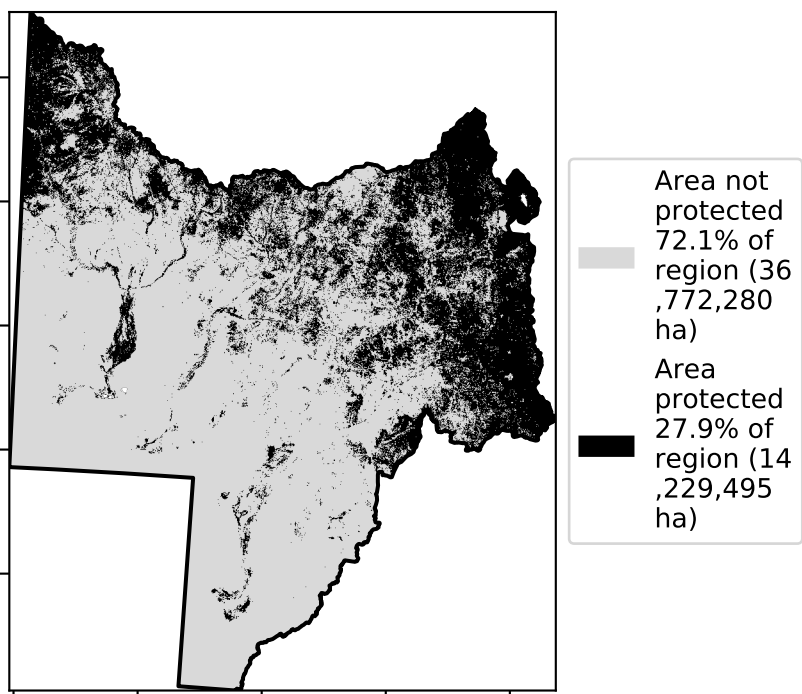 Area not
protected
72.1% of
region (36
,772,280
ha)
Area
protected
27.9% of
region (14
,229,495
ha)